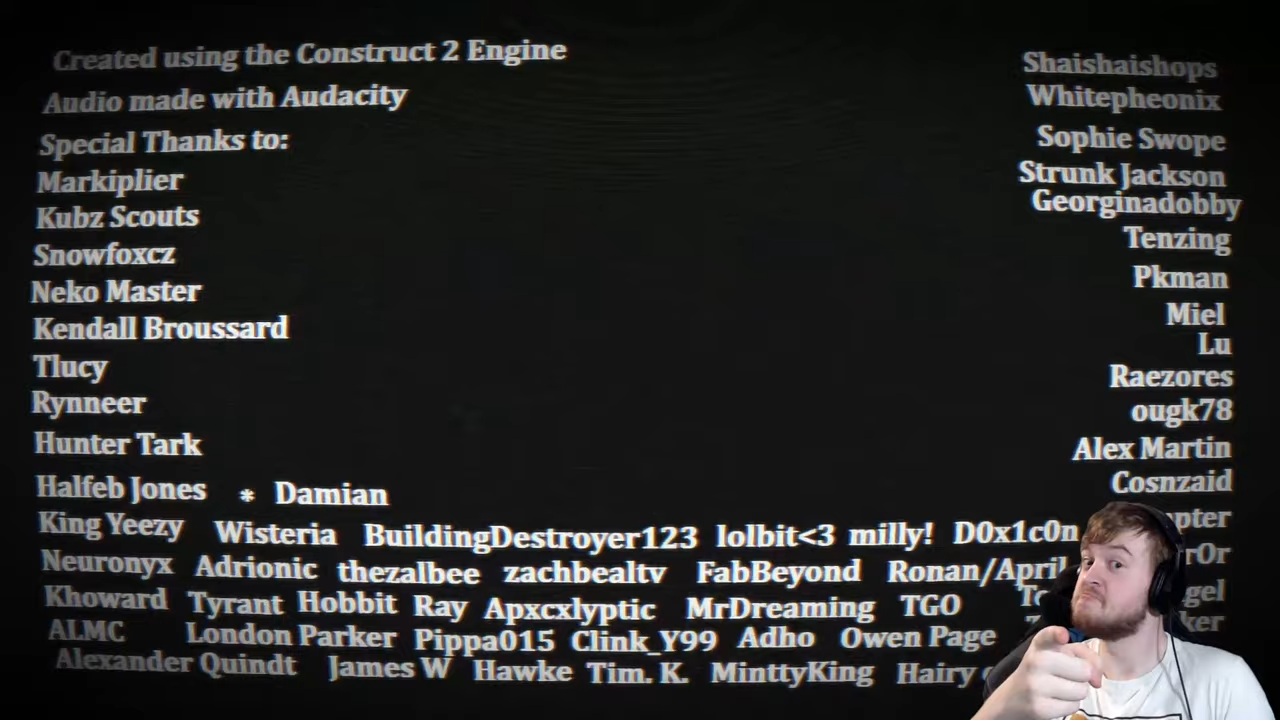 Created using the Construct 2 Engine
Audio made with Audacity
Special Thanks to:
Markiplier
Kubz Scouts
Snowfoxcz
Neko Master
Kendall Broussard
Tlucy
Rynneer
Hunter Tark
Halfeb Jones * Damian
King Yeezy Wisteria BuildingDestroyer123 lolbit<3 milly! D0x1c0n
Neuronyx Adrionic thezalbee zachbealtv FabBeyond Ronan/April
Khoward Tyrant Hobbit Ray Apxcxlyptic MrDreaming TGO
ALMC London Parker Pippa015 Clink_Y99 Adho Owen Page
Alexander Quindt James W Hawke Tim. K. MinttyKing Hairy
Shaishaishops
Whitepheonix
Sophie Swope
Strunk Jackson
Georginadobby
Tenzing
Pkman
Miel
Lu
Raezores
ougk78
Alex Martin
Cosnzaid